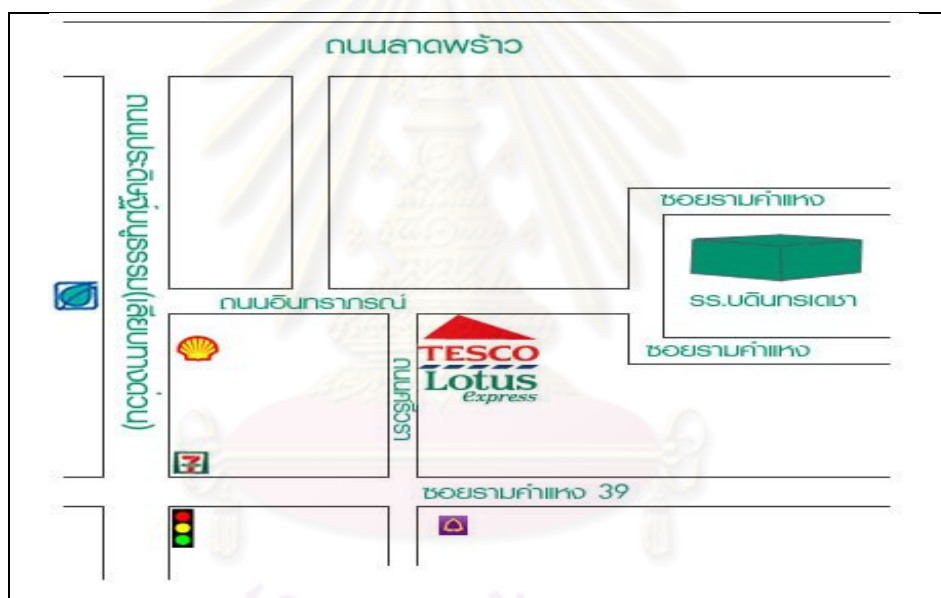 ถนนลาดพร้าว
ถนนประดิษฐ์มนูธรรม(เลียบทางด่วน)
ซอยรามคำแหง
รร.บดินทรเดชา
ถนนอินทราภรณ์
ซอยรามคำแหง
TESCO
Lotus
express
ถนนศรีวรา
7
ซอยรามคำแหง 39